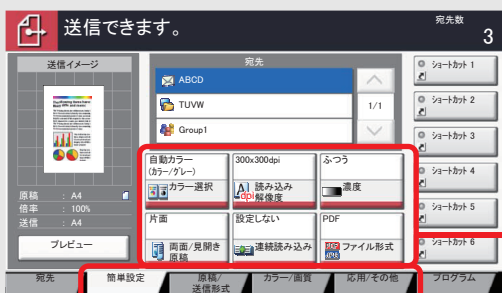 送信できます。
宛先数
3
送信イメージ
原稿 : A4
倍率 : 100%
送信 : A4
プレビュー
宛先
ABCD
TUVW
Group1
1/1
自動カラー
(カラー/グレー)
カラー選択
300x300dpi
読み込み
解像度
ふつう
濃度
片面
両面/見開き
原稿
設定しない
連続読み込み
PDF
ファイル形式
ショートカット 1
ショートカット 2
ショートカット 3
ショートカット 4
ショートカット 5
ショートカット 6
宛先
簡単設定
原稿/
送信形式
カラー/画質
応用/その他
プログラム